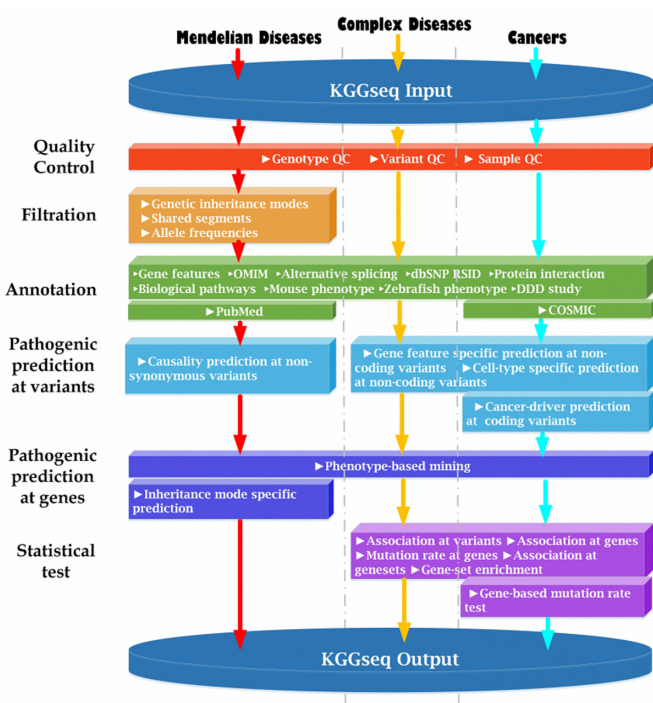 Mendelian Diseases
Complex Diseases
Cancers
KGGseq Input
Quality
Control
►Genotype QC ►Variant QC ► Sample QC
Filtration
►Genetic inheritance modes
►Shared segments
►Allele frequencies
Annotation
▸Gene features ▸OMIM ▸Alternative splicing ▸dbSNP RSID ▸Protein interaction
▸Biological pathways ▸Mouse phenotype ▸Zebrafish phenotype ▸DDD study
►PubMed
►COSMIC
Pathogenic
prediction
at variants
►Causality prediction at non-
synonymous variants
►Gene feature specific prediction at non-
coding variants ►Cell-type specific prediction
at non-coding variants
►Cancer-driver prediction
at coding variants
Pathogenic
prediction
at genes
►Phenotype-based mining
►Inheritance mode specific
prediction
Statistical
test
►Association at variants ►Association at genes
►Mutation rate at genes ►Association at
genesets ►Gene-set enrichment
►Gene-based mutation rate
test
KGGseq Output